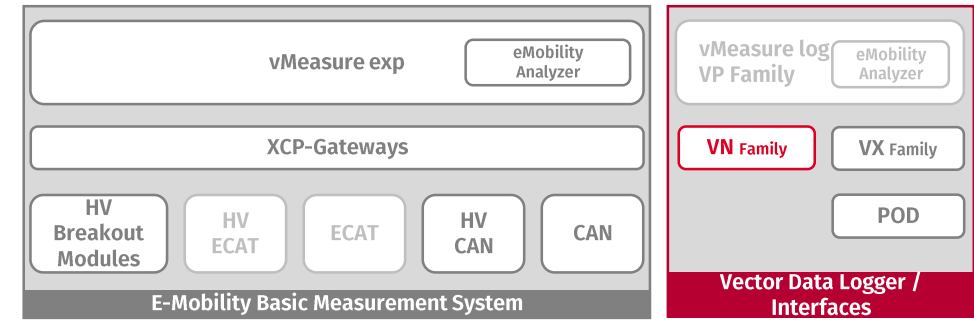 vMeasure exp
eMobility
Analyzer
XCP-Gateways
HV
Breakout
Modules
HV
ECAT
ECAT
HV
CAN
CAN
E-Mobility Basic Measurement System
vMeasure log
VP Family
eMobility
Analyzer
VN Family
VX Family
POD
Vector Data Logger /
Interfaces